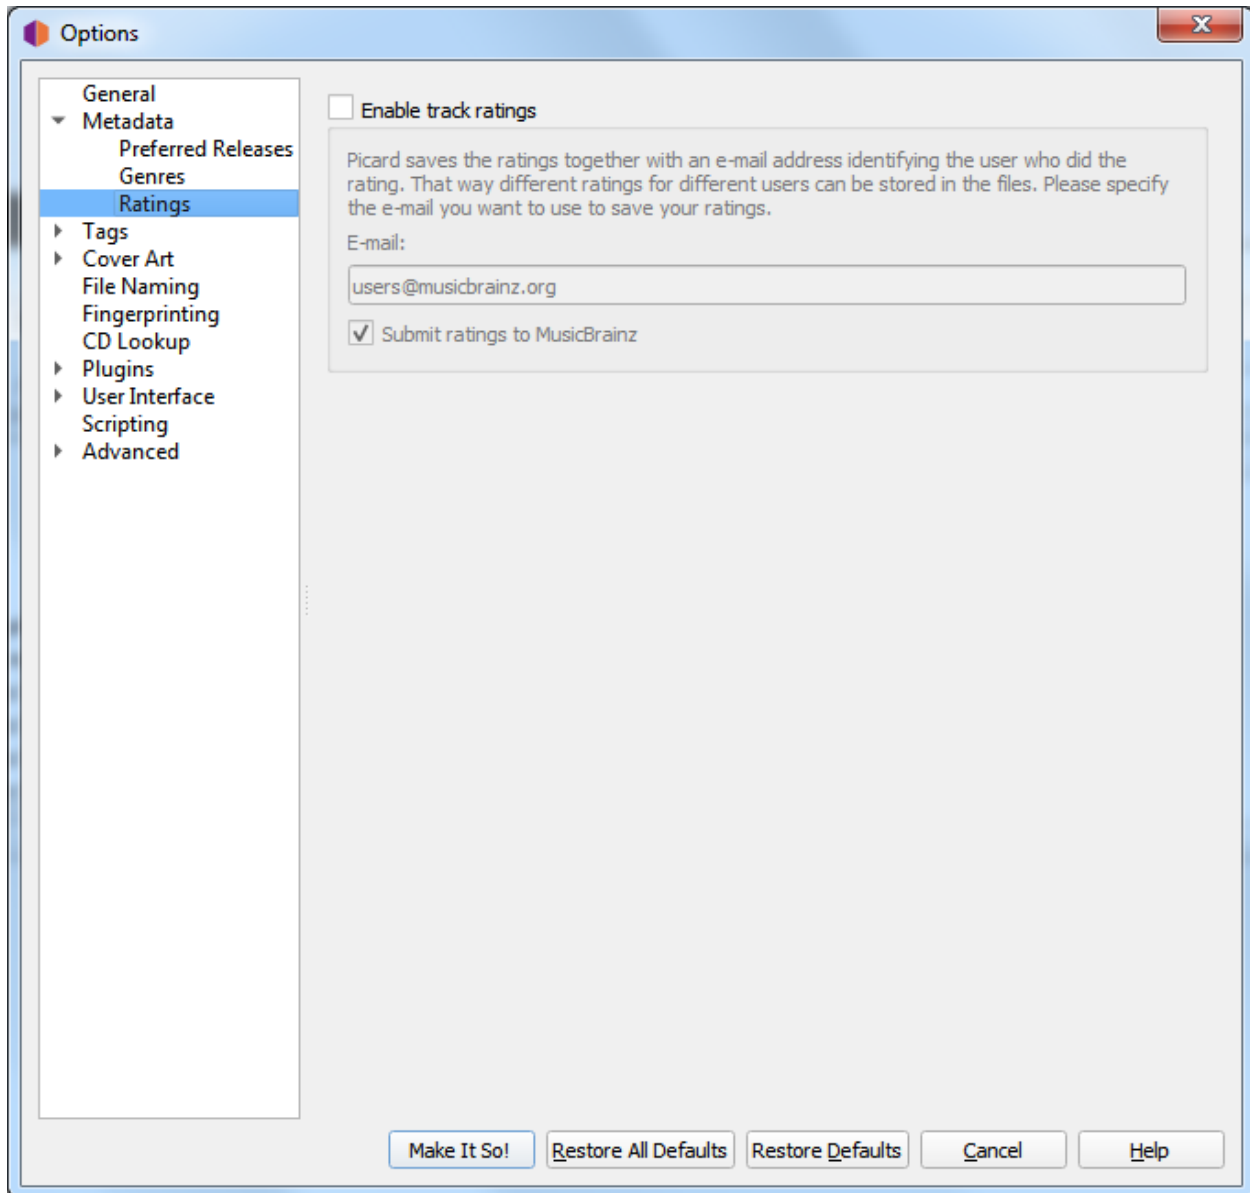 Options
General
Metadata
Preferred Releases
Genres
Ratings
Tags
Cover Art
File Naming
Fingerprinting
CD Lookup
Plugins
User Interface
Scripting
Advanced
Enable track ratings
Picard saves the ratings together with an e-mail address identifying the user who did the
rating. That way different ratings for different users can be stored in the files. Please specify
the e-mail you want to use to save your ratings.
E-mail:
users@musicbrainz.org
Submit ratings to MusicBrainz
Make It So! Restore All Defaults Restore Defaults Cancel Help